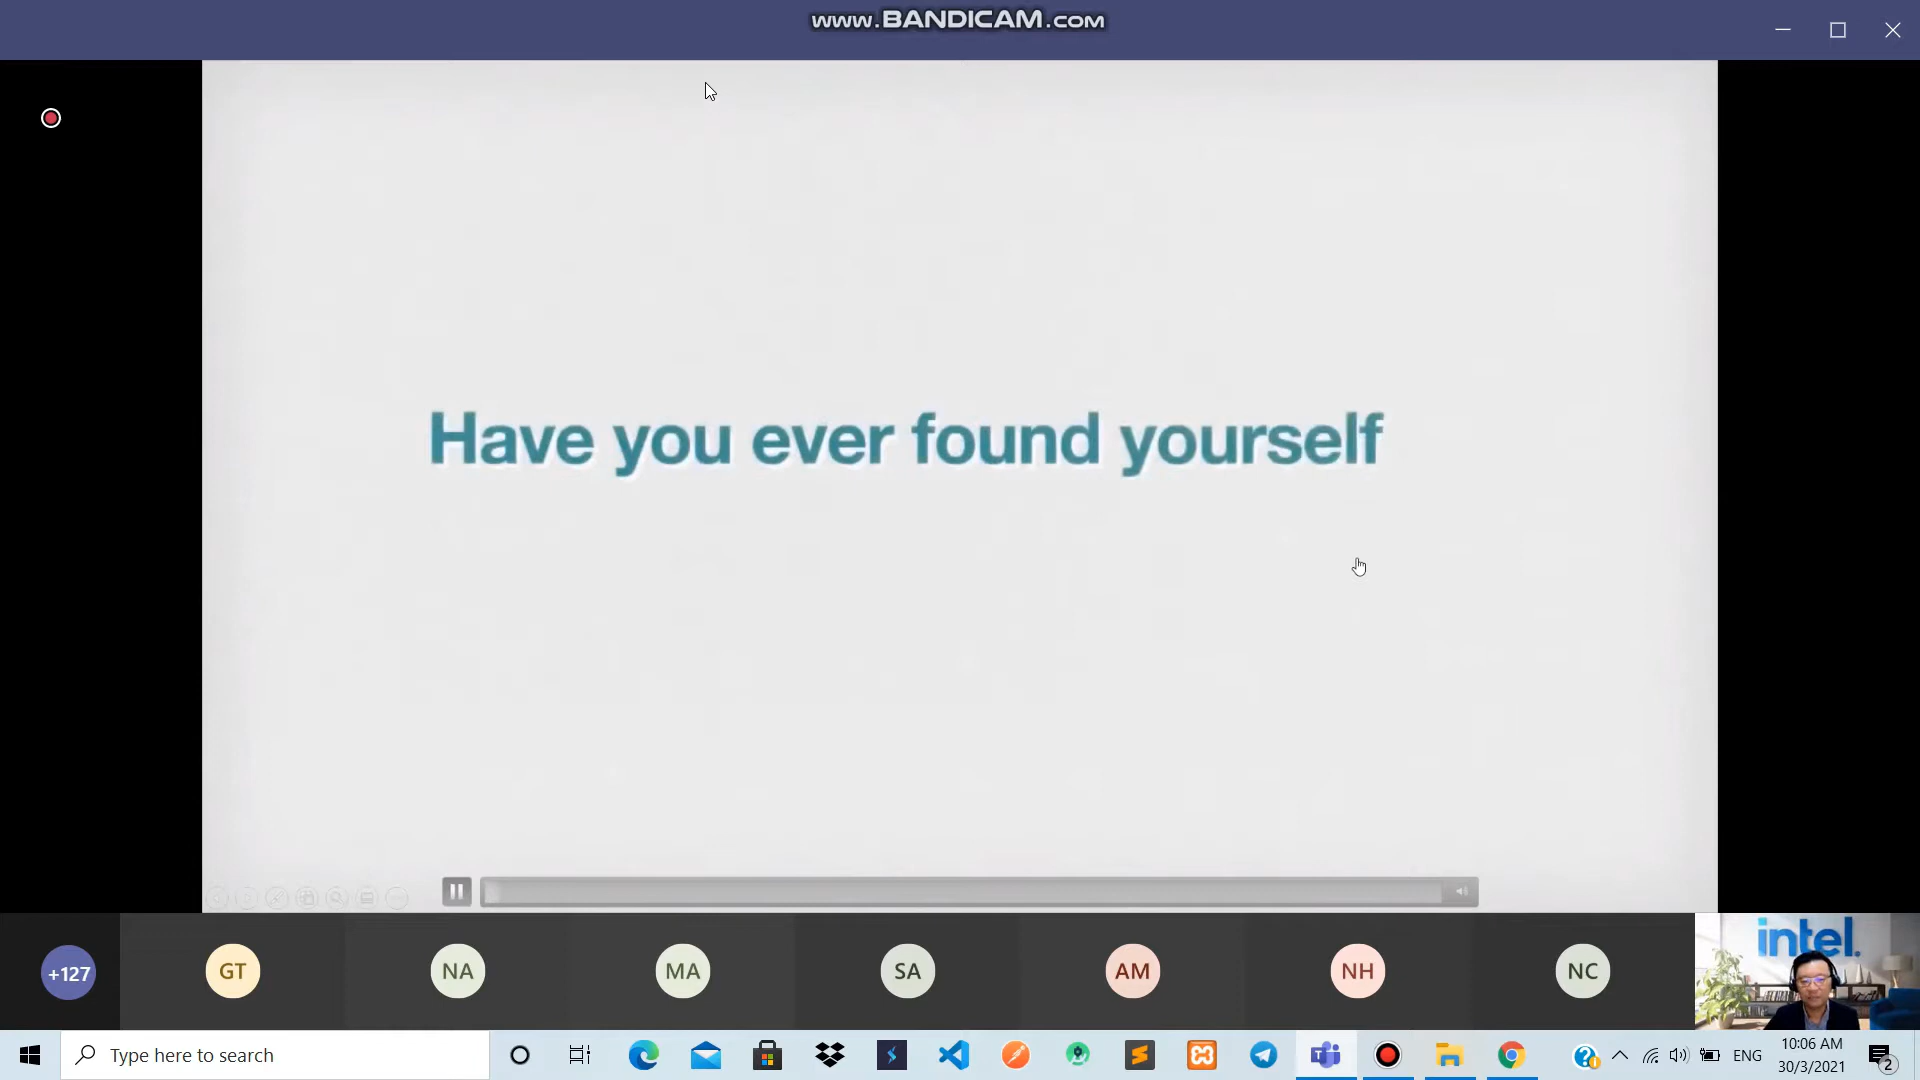 www.BANDICAM.com
Have you ever found yourself
+127
GT
NA
MA
SA
AM
NH
NC
intel.
Type here to search
ENG
10:06 AM
30/3/2021
2